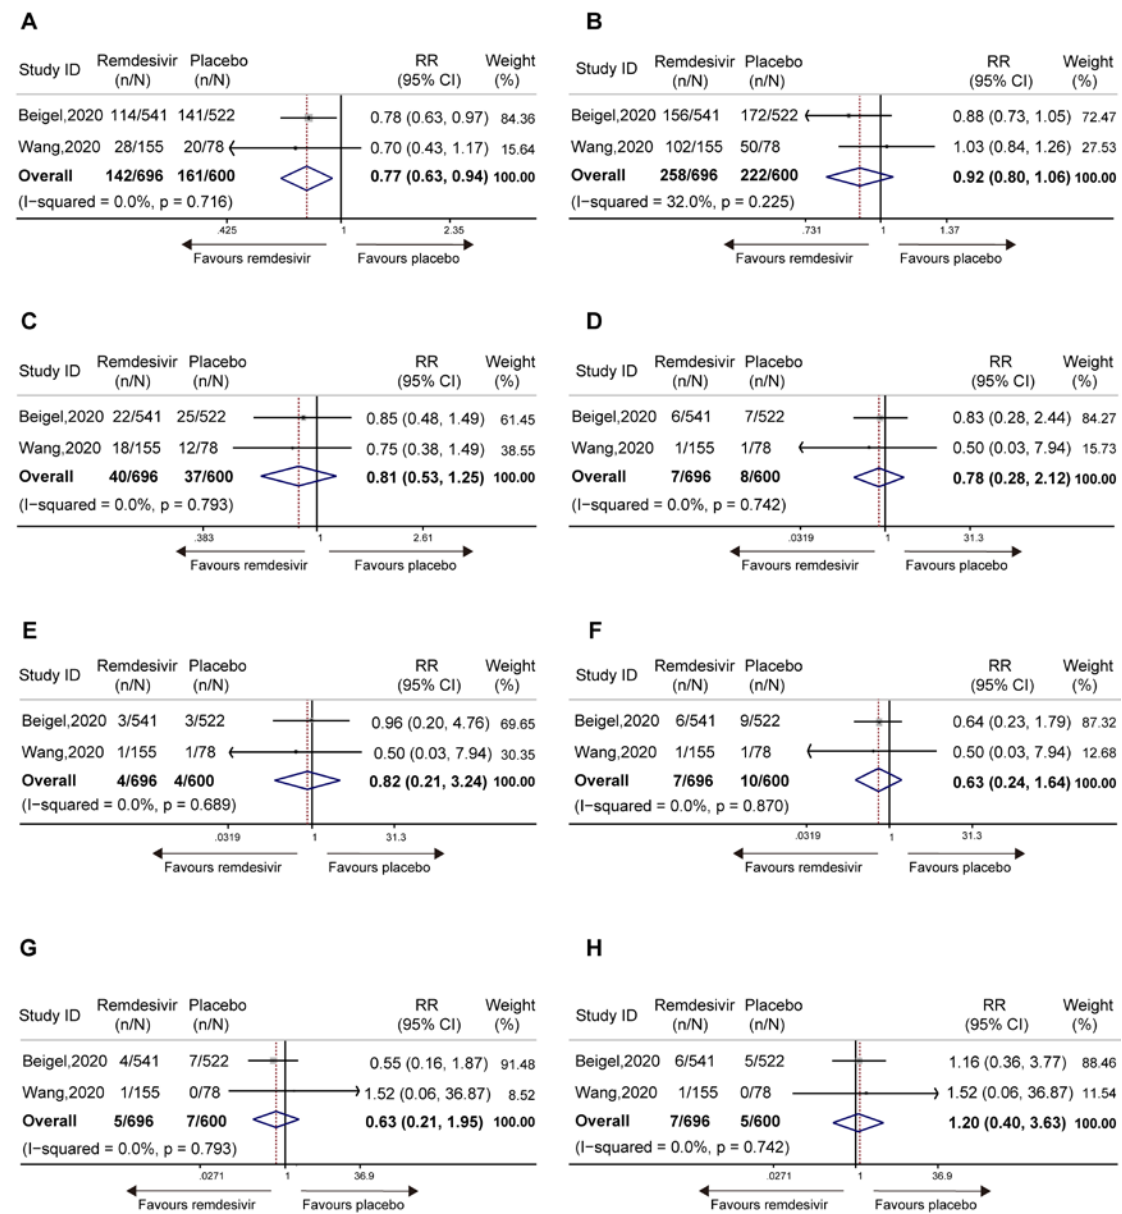 A
Study ID Remdesivir (n/N) Placebo (n/N) RR (95% CI) Weight (%)
Beigel,2020 114/541 141/522 0.78 (0.63, 0.97) 84.36
Wang,2020 28/155 20/78 0.70 (0.43, 1.17) 15.64
Overall 142/696 161/600 0.77 (0.63, 0.94) 100.00
(I−squared = 0.0%, p = 0.716)
.425 1 2.35
Favours remdesivir Favours placebo
B
Study ID Remdesivir (n/N) Placebo (n/N) RR (95% CI) Weight (%)
Beigel,2020 156/541 172/522 0.88 (0.73, 1.05) 72.47
Wang,2020 102/155 50/78 1.03 (0.84, 1.26) 27.53
Overall 258/696 222/600 0.92 (0.80, 1.06) 100.00
(I−squared = 32.0%, p = 0.225)
.731 1 1.37
Favours remdesivir Favours placebo
C
Study ID Remdesivir (n/N) Placebo (n/N) RR (95% CI) Weight (%)
Beigel,2020 22/541 25/522 0.85 (0.48, 1.49) 61.45
Wang,2020 18/155 12/78 0.75 (0.38, 1.49) 38.55
Overall 40/696 37/600 0.81 (0.53, 1.25) 100.00
(I−squared = 0.0%, p = 0.793)
.383 1 2.61
Favours remdesivir Favours placebo
D
Study ID Remdesivir (n/N) Placebo (n/N) RR (95% CI) Weight (%)
Beigel,2020 6/541 7/522 0.83 (0.28, 2.44) 84.27
Wang,2020 1/155 1/78 0.50 (0.03, 7.94) 15.73
Overall 7/696 8/600 0.78 (0.28, 2.12) 100.00
(I−squared = 0.0%, p = 0.742)
.0319 1 31.3
Favours remdesivir Favours placebo
E
Study ID Remdesivir (n/N) Placebo (n/N) RR (95% CI) Weight (%)
Beigel,2020 3/541 3/522 0.96 (0.20, 4.76) 69.65
Wang,2020 1/155 1/78 0.50 (0.03, 7.94) 30.35
Overall 4/696 4/600 0.82 (0.21, 3.24) 100.00
(I−squared = 0.0%, p = 0.689)
.0319 1 31.3
Favours remdesivir Favours placebo
F
Study ID Remdesivir (n/N) Placebo (n/N) RR (95% CI) Weight (%)
Beigel,2020 6/541 9/522 0.64 (0.23, 1.79) 87.32
Wang,2020 1/155 1/78 0.50 (0.03, 7.94) 12.68
Overall 7/696 10/600 0.63 (0.24, 1.64) 100.00
(I−squared = 0.0%, p = 0.870)
.0319 1 31.3
Favours remdesivir Favours placebo
G
Study ID Remdesivir (n/N) Placebo (n/N) RR (95% CI) Weight (%)
Beigel,2020 4/541 7/522 0.55 (0.16, 1.87) 91.48
Wang,2020 1/155 0/78 1.52 (0.06, 36.87) 8.52
Overall 5/696 7/600 0.63 (0.21, 1.95) 100.00
(I−squared = 0.0%, p = 0.793)
.0271 1 36.9
Favours remdesivir Favours placebo
H
Study ID Remdesivir (n/N) Placebo (n/N) RR (95% CI) Weight (%)
Beigel,2020 6/541 5/522 1.16 (0.36, 3.77) 88.46
Wang,2020 1/155 0/78 1.52 (0.06, 36.87) 11.54
Overall 7/696 5/600 1.20 (0.40, 3.63) 100.00
(I−squared = 0.0%, p = 0.742)
.0271 1 36.9
Favours remdesivir Favours placebo